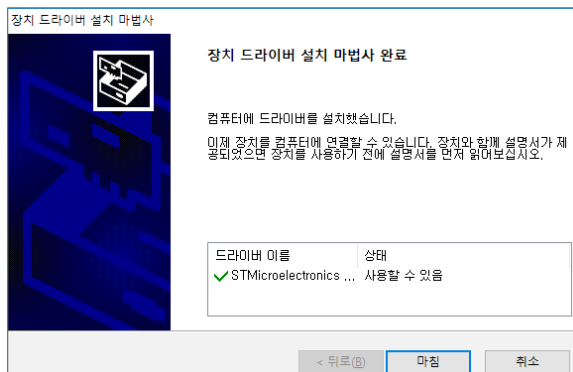 장치 드라이버 설치 마법사
장치 드라이버 설치 마법사 완료
컴퓨터에 드라이버를 설치했습니다.
이제 장치를 컴퓨터에 연결할 수 있습니다. 장치와 함께 설명서가 제
공되었으면 장치를 사용하기 전에 설명서를 먼저 읽어보십시오.
드라이버 이름 상태
STMicroelectronics ... 사용할 수 있음
< 뒤로(B) 마침 취소